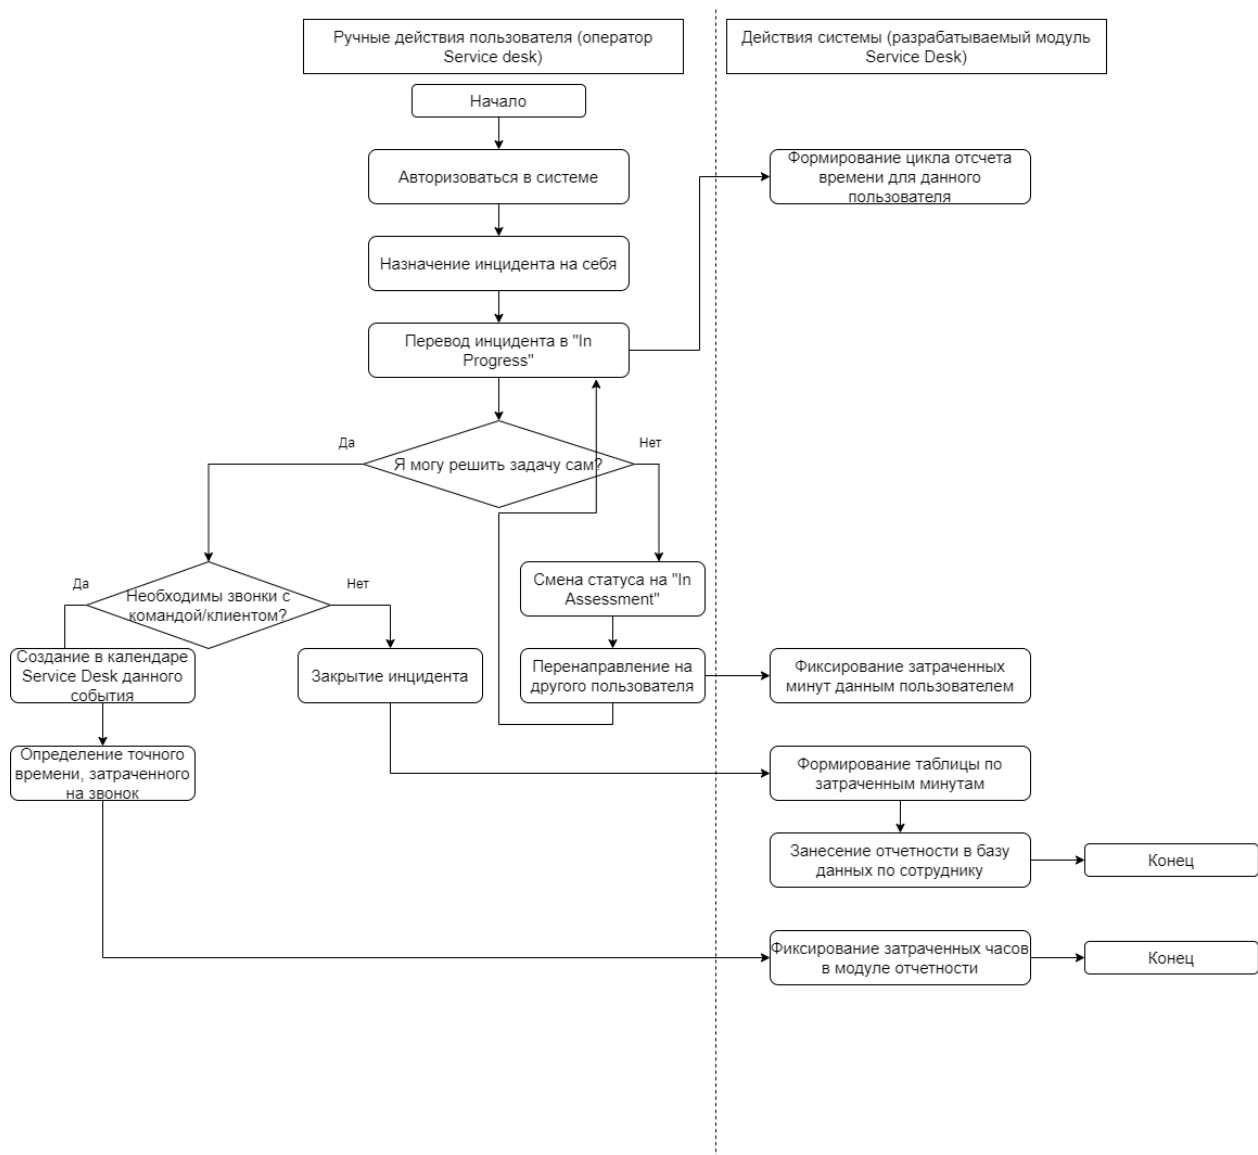 Ручные действия пользователя (оператор
Service desk)
Действия системы (разрабатываемый модуль
Service Desk)
Начало
Авторизоваться в системе
Формирование цикла отсчета
времени для данного
пользователя
Назначение инцидента на себя
Перевод инцидента в "In
Progress"
Да
Нет
Я могу решить задачу сам?
Да
Нет
Необходимы звонки с
командой/клиентом?
Смена статуса на "In
Assessment"
Создание в календаре
Service Desk данного
события
Закрытие инцидента
Перенаправление на
другого пользователя
Фиксирование затраченных
минут данным пользователем
Определение точного
времени, затраченного
на звонок
Формирование таблицы по
затраченным минутам
Занесение отчетности в базу
данных по сотруднику
Конец
Фиксирование затраченных часов
в модуле отчетности
Конец